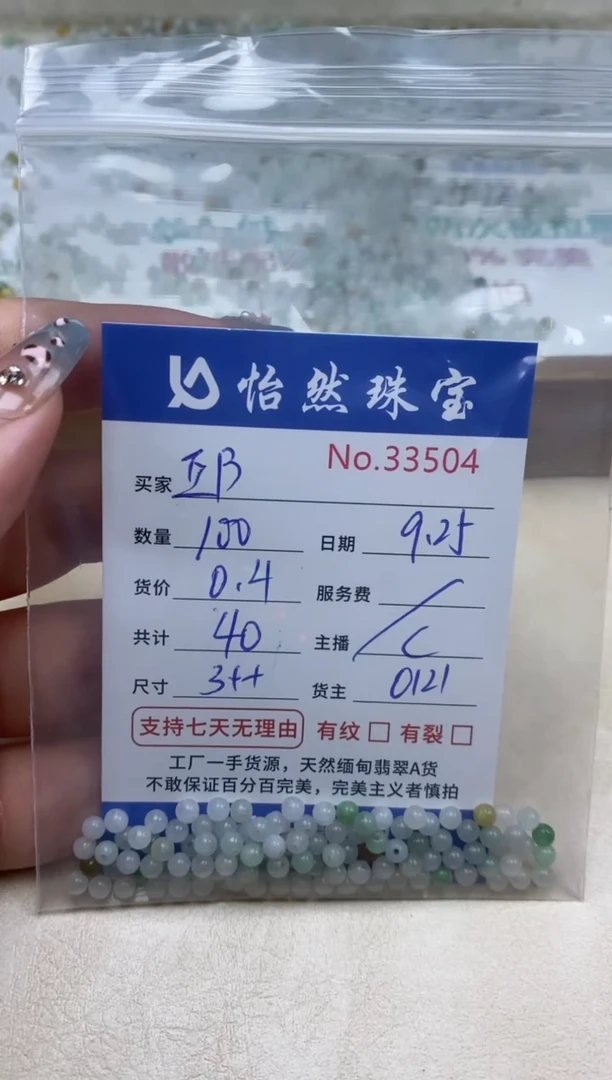 怡然珠宝
No.33504
买家
数量 100 日期 9.25
货价 0.4 服务费 /
共计 40 主播 C
尺寸 3++ 货主 0121
支持七天无理由 有纹 □ 有裂 □
工厂一手货源，天然缅甸翡翠A货
不敢保证百分百完美，完美主义者慎拍